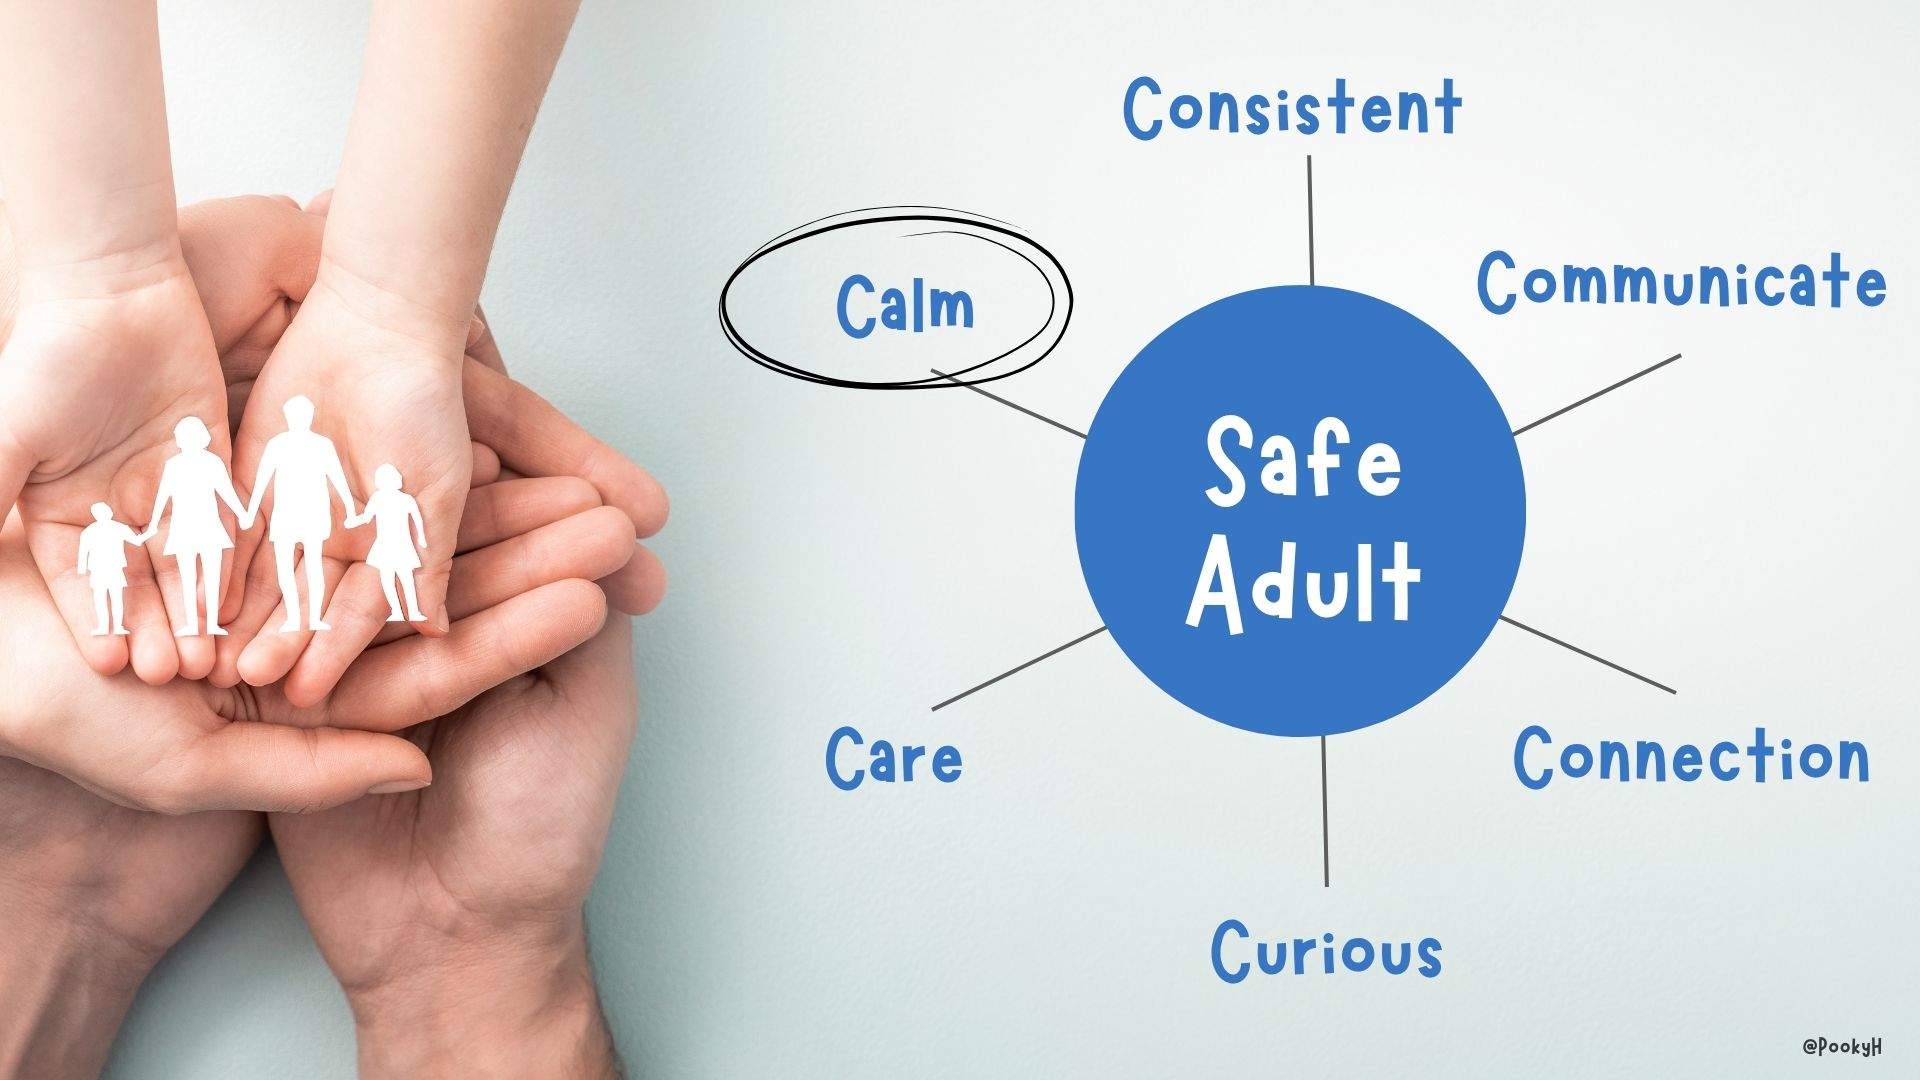 Consistent
Communicate
Calm
Safe
Adult
Care
Connection
Curious
@PookyH